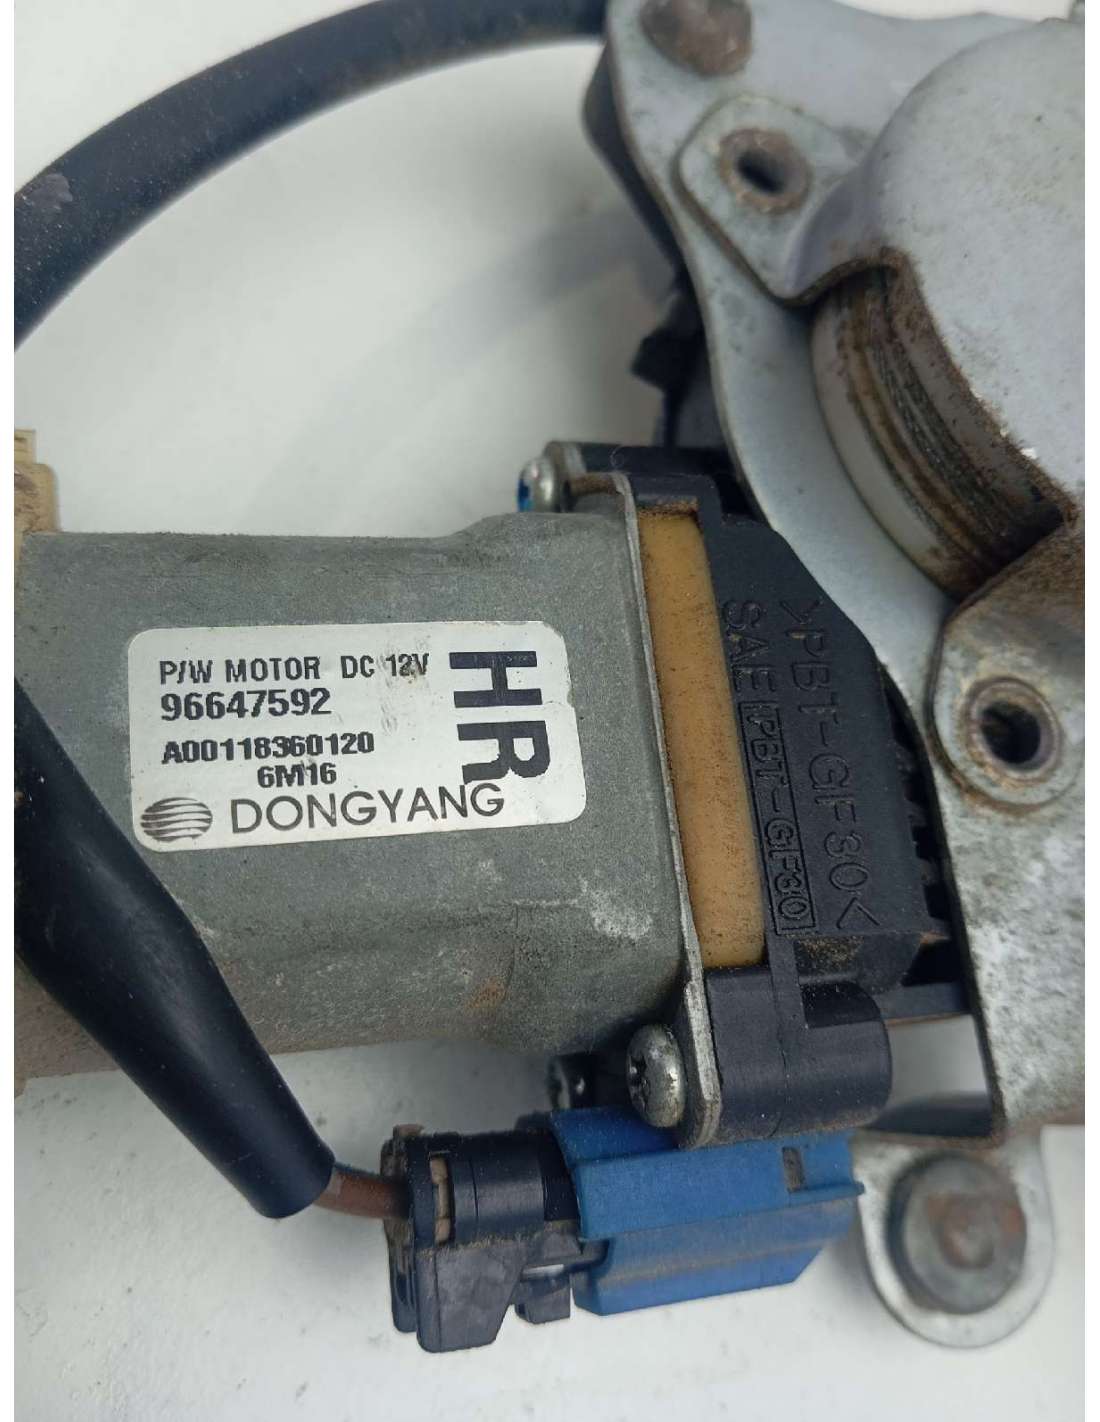 P/W MOTOR DC 12V
96647592
A00118360120
6M16
DONGYANG
HR
>PBT-GF30<
SAE PBT-GF30